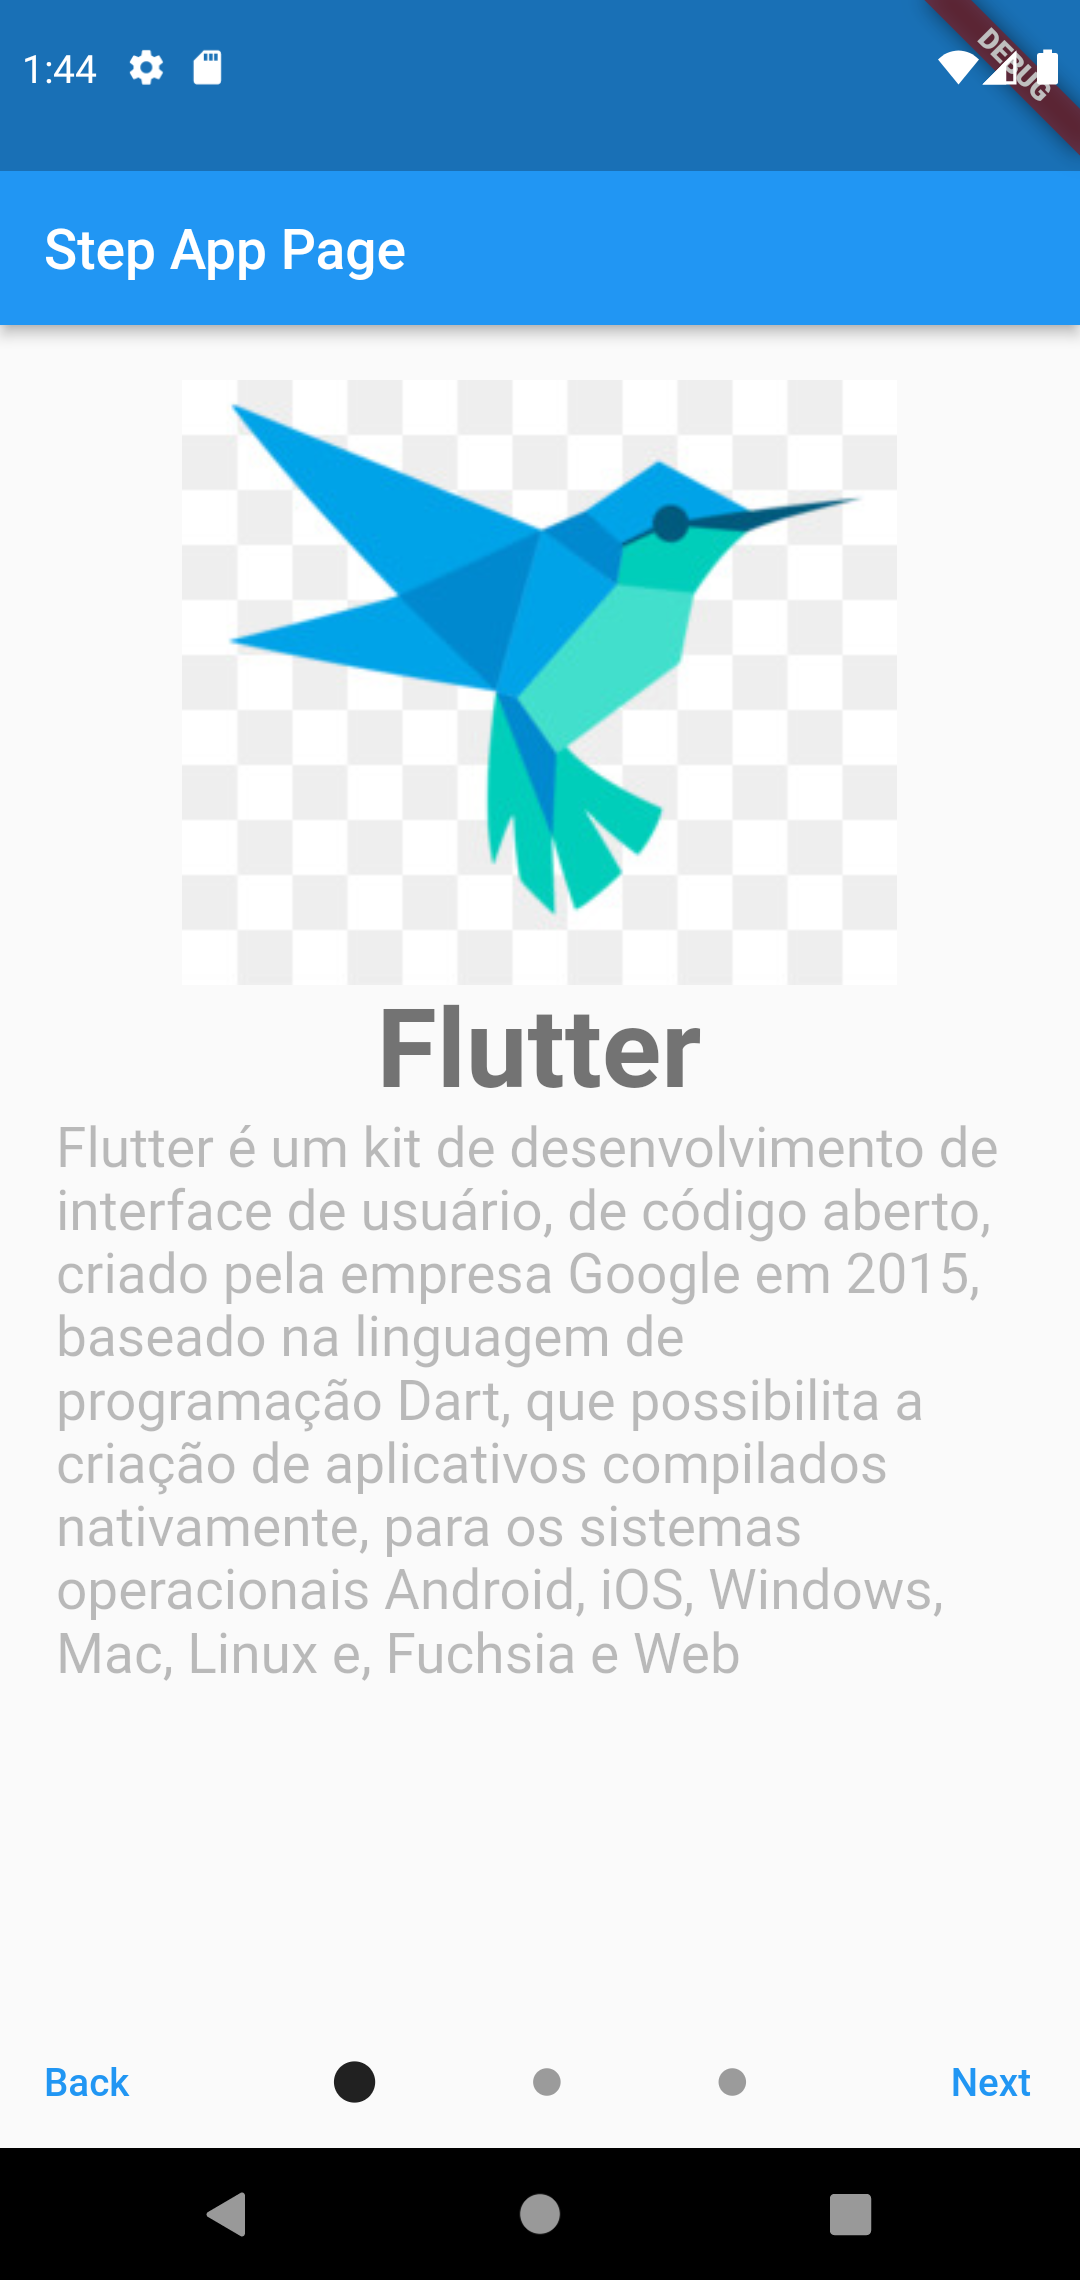 1:44
DEBUG
Step App Page
Flutter
Flutter é um kit de desenvolvimento de
interface de usuário, de código aberto,
criado pela empresa Google em 2015,
baseado na linguagem de
programação Dart, que possibilita a
criação de aplicativos compilados
nativamente, para os sistemas
operacionais Android, iOS, Windows,
Mac, Linux e, Fuchsia e Web
Back
Next